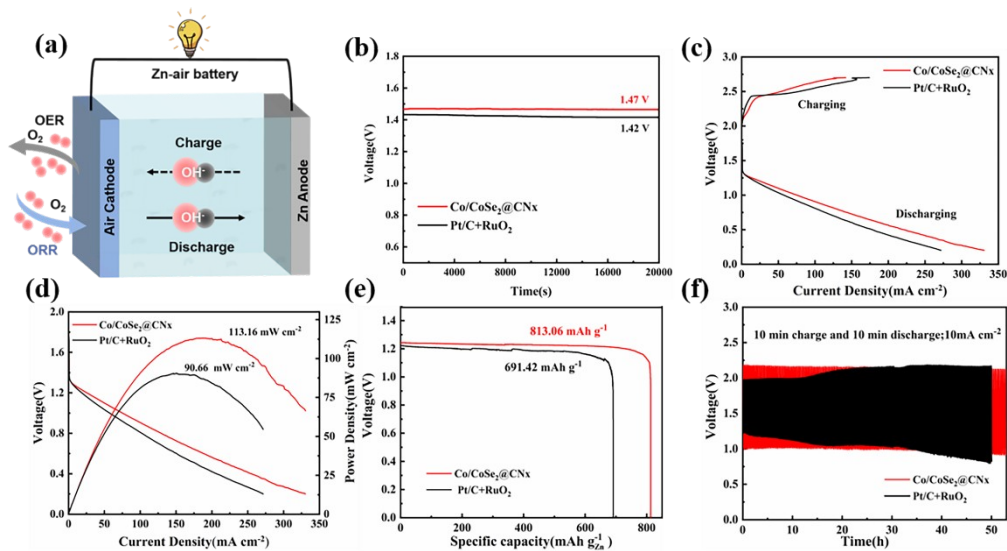 (a)
Zn-air battery
OER
O₂
Charge
OH⁻
O₂
OH⁻
Discharge
ORR
Air Cathode
Zn Anode
(b)
1.8
1.6
1.4
1.2
1.0
0.8
0.6
Voltage(V)
1.47 V
1.42 V
Co/CoSe₂@CNx
Pt/C+RuO₂
0 4000 8000 12000 16000 20000
Time(s)
(c)
3.0
2.5
2.0
1.5
1.0
0.5
0.0
Voltage(V)
Co/CoSe₂@CNx
Pt/C+RuO₂
Charging
Discharging
0 50 100 150 200 250 300 350
Current Density(mA cm⁻²)
(d)
2.0
1.6
1.2
0.8
0.4
0.0
Voltage(V)
Co/CoSe₂@CNx
Pt/C+RuO₂
113.16 mW cm⁻²
90.66 mW cm⁻²
112
100
87
75
62
50
37
25
13
0
Power Density(mW cm⁻²)
0 50 100 150 200 250 300 350
Current Density(mA cm⁻²)
(e)
1.4
1.2
1.0
0.8
0.6
0.4
0.2
0.0
Voltage(V)
813.06 mAh g⁻¹
691.42 mAh g⁻¹
Co/CoSe₂@CNx
Pt/C+RuO₂
0 200 400 600 800
Specific capacity(mAh g⁻¹Zn)
(f)
3.0
2.5
2.0
1.5
1.0
0.5
0.0
Voltage(V)
10 min charge and 10 min discharge;10mA cm⁻²
Co/CoSe₂@CNx
Pt/C+RuO₂
0 10 20 30 40 50
Time(h)